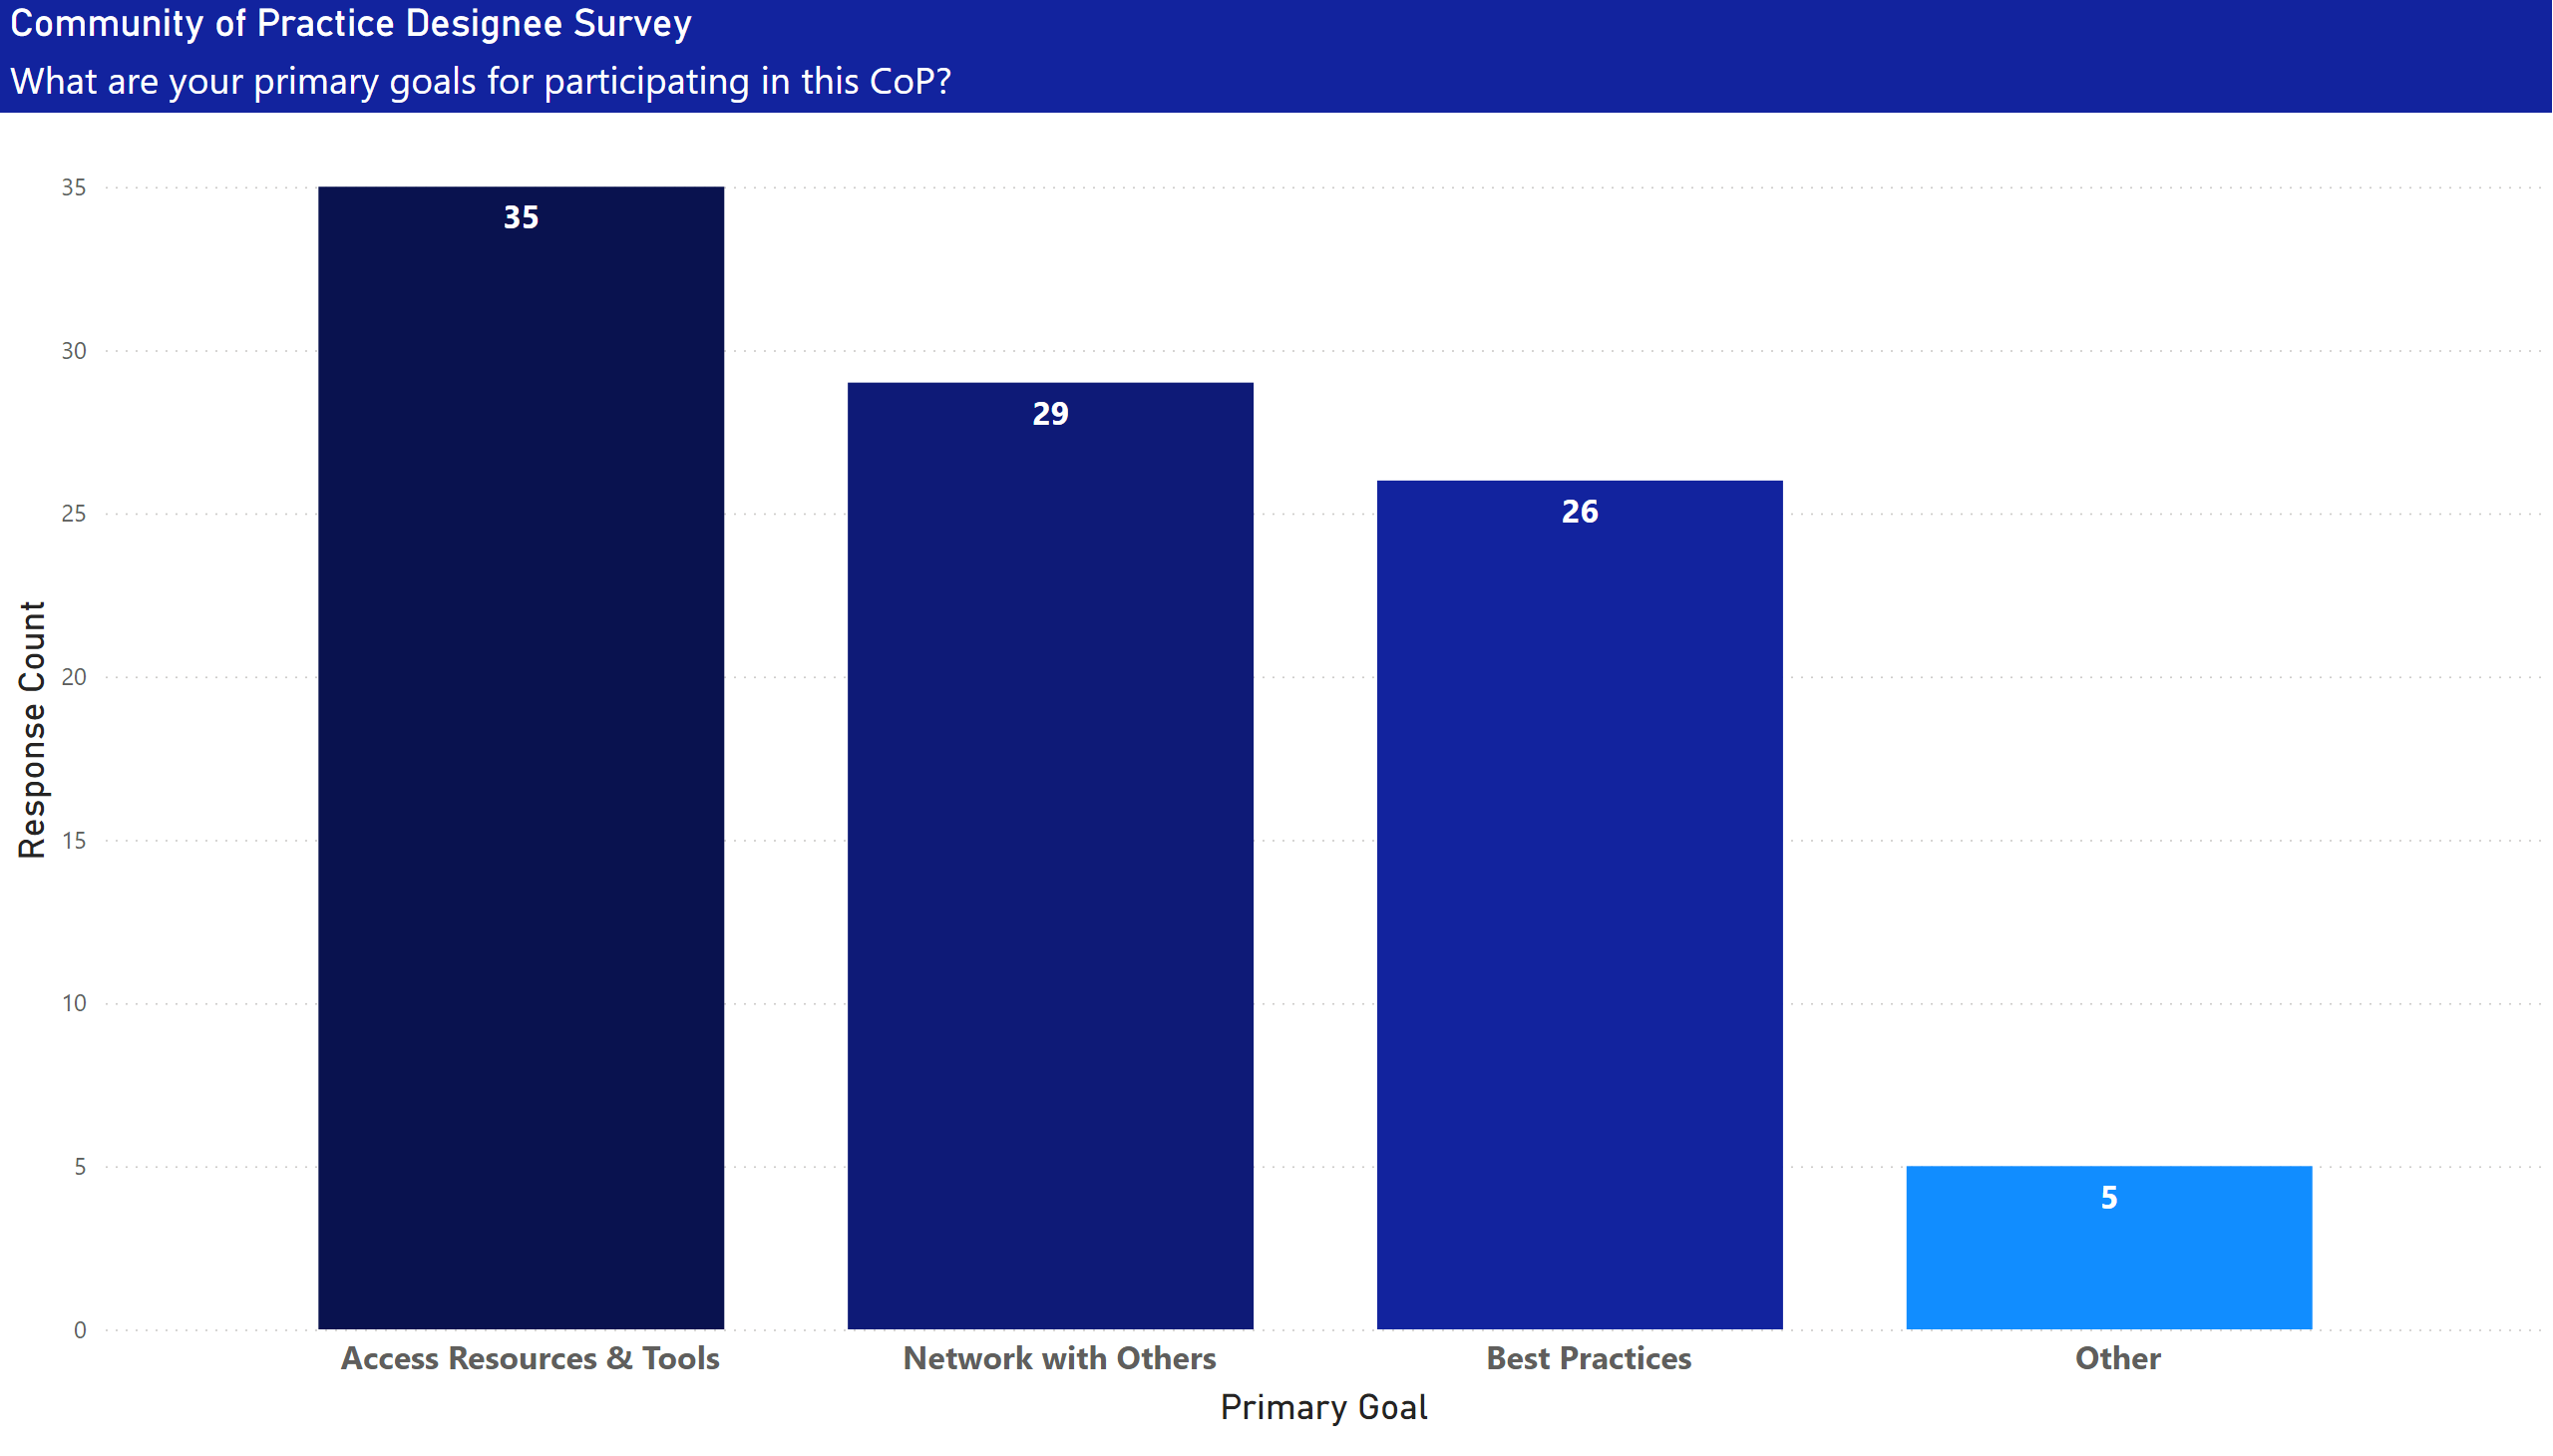 Community of Practice Designee Survey
What are your primary goals for participating in this CoP?
35
30
25
20
15
10
5
0
Response Count
35
29
26
5
Access Resources & Tools
Network with Others
Best Practices
Other
Primary Goal